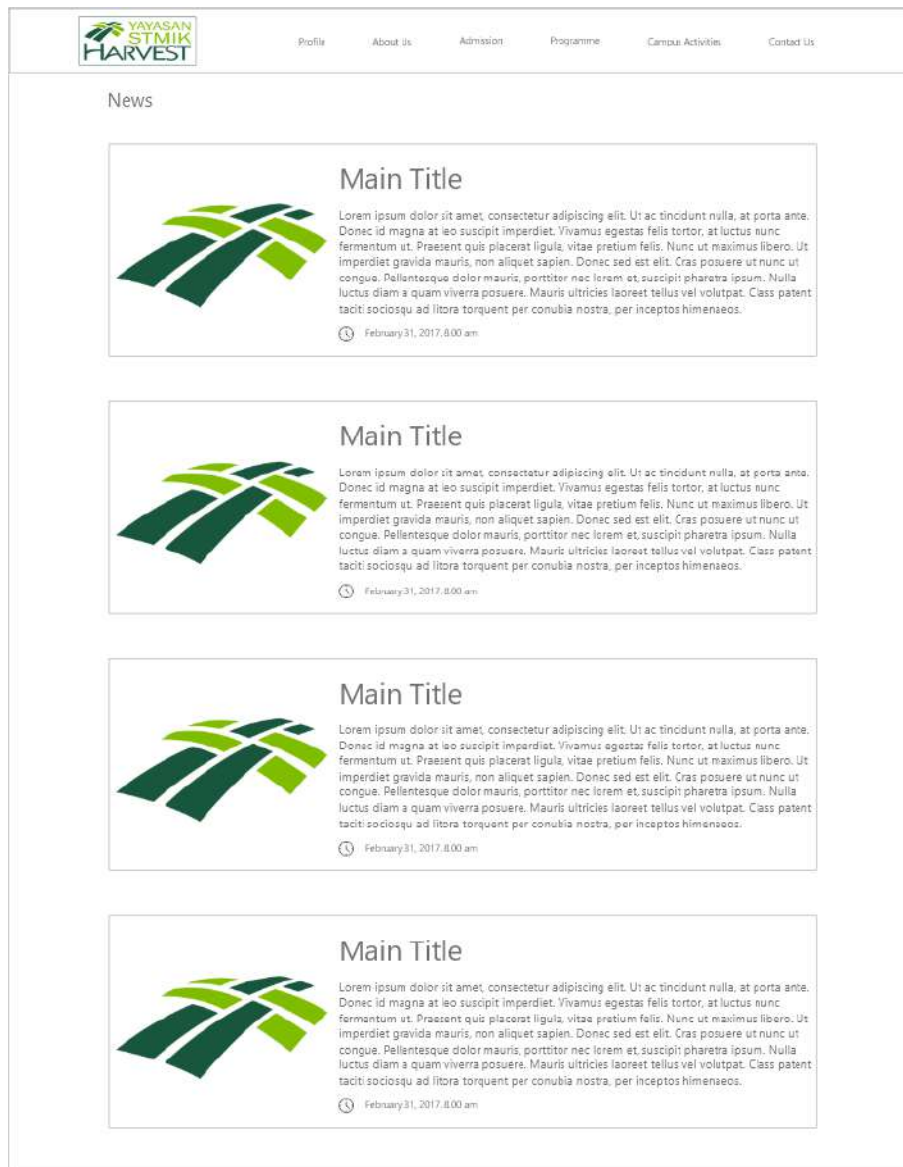 YAYASAN
STMIK
HARVEST
Profile About Us Admission Programme Campus Activities Contact Us
News
Main Title
Lorem ipsum dolor sit amet, consectetur adipiscing elit. Ut ac tincidunt nulla, at porta ante.
Donec id magna at leo suscipit imperdiet. Vivamus egestas felis tortor, at luctus nunc
fermentum ut. Praesent quis placerat ligula, vitae pretium felis. Nunc ut maximus libero. Ut
imperdiet gravida mauris, non aliquet sapien. Donec sed est elit. Cras posuere ut nunc ut
congue. Pellentesque dolor mauris, porttitor nec lorem et, suscipit pharetra ipsum. Nulla
luctus diam a quam viverra posuere. Mauris ultricies laoreet tellus vel volutpat. Class patent
taciti sociosqu ad litora torquent per conubia nostra, per inceptos himenaeos.
February 31, 2017. 8.00 am
Main Title
Lorem ipsum dolor sit amet, consectetur adipiscing elit. Ut ac tincidunt nulla, at porta ante.
Donec id magna at leo suscipit imperdiet. Vivamus egestas felis tortor, at luctus nunc
fermentum ut. Praesent quis placerat ligula, vitae pretium felis. Nunc ut maximus libero. Ut
imperdiet gravida mauris, non aliquet sapien. Donec sed est elit. Cras posuere ut nunc ut
congue. Pellentesque dolor mauris, porttitor nec lorem et, suscipit pharetra ipsum. Nulla
luctus diam a quam viverra posuere. Mauris ultricies laoreet tellus vel volutpat. Class patent
taciti sociosqu ad litora torquent per conubia nostra, per inceptos himenaeos.
February 31, 2017. 8.00 am
Main Title
Lorem ipsum dolor sit amet, consectetur adipiscing elit. Ut ac tincidunt nulla, at porta ante.
Donec id magna at leo suscipit imperdiet. Vivamus egestas felis tortor, at luctus nunc
fermentum ut. Praesent quis placerat ligula, vitae pretium felis. Nunc ut maximus libero. Ut
imperdiet gravida mauris, non aliquet sapien. Donec sed est elit. Cras posuere ut nunc ut
congue. Pellentesque dolor mauris, porttitor nec lorem et, suscipit pharetra ipsum. Nulla
luctus diam a quam viverra posuere. Mauris ultricies laoreet tellus vel volutpat. Class patent
taciti sociosqu ad litora torquent per conubia nostra, per inceptos himenaeos.
February 31, 2017. 8.00 am
Main Title
Lorem ipsum dolor sit amet, consectetur adipiscing elit. Ut ac tincidunt nulla, at porta ante.
Donec id magna at leo suscipit imperdiet. Vivamus egestas felis tortor, at luctus nunc
fermentum ut. Praesent quis placerat ligula, vitae pretium felis. Nunc ut maximus libero. Ut
imperdiet gravida mauris, non aliquet sapien. Donec sed est elit. Cras posuere ut nunc ut
congue. Pellentesque dolor mauris, porttitor nec lorem et, suscipit pharetra ipsum. Nulla
luctus diam a quam viverra posuere. Mauris ultricies laoreet tellus vel volutpat. Class patent
taciti sociosqu ad litora torquent per conubia nostra, per inceptos himenaeos.
February 31, 2017. 8.00 am